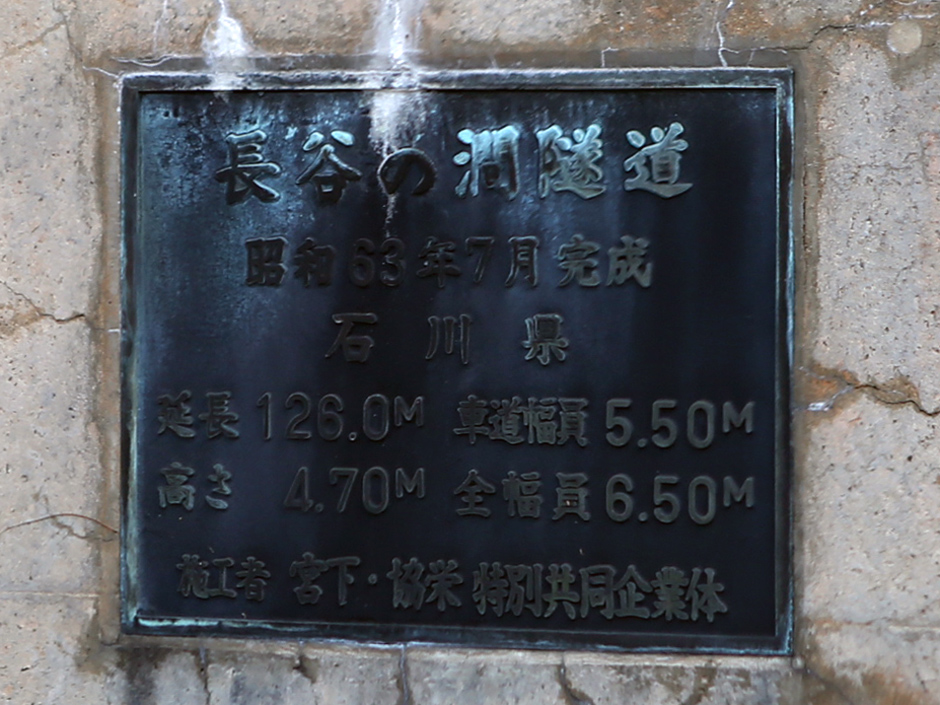 長谷の澗隧道
昭和63年7月完成
石川県
延長 126.0M 車道幅員 5.50M
高さ 4.70M 全幅員 6.50M
施工者 宮下・協栄 特別共同企業体